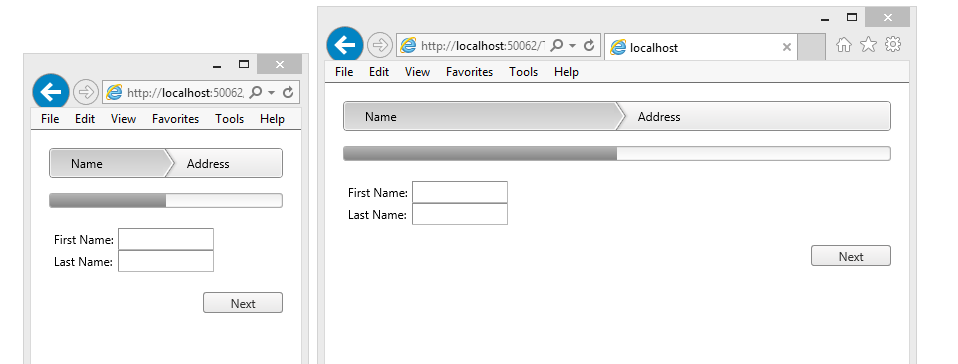 http://localhost:50062/
File Edit View Favorites Tools Help
Name Address
First Name:
Last Name:
Next
http://localhost:50062/T localhost
File Edit View Favorites Tools Help
Name Address
First Name:
Last Name:
Next